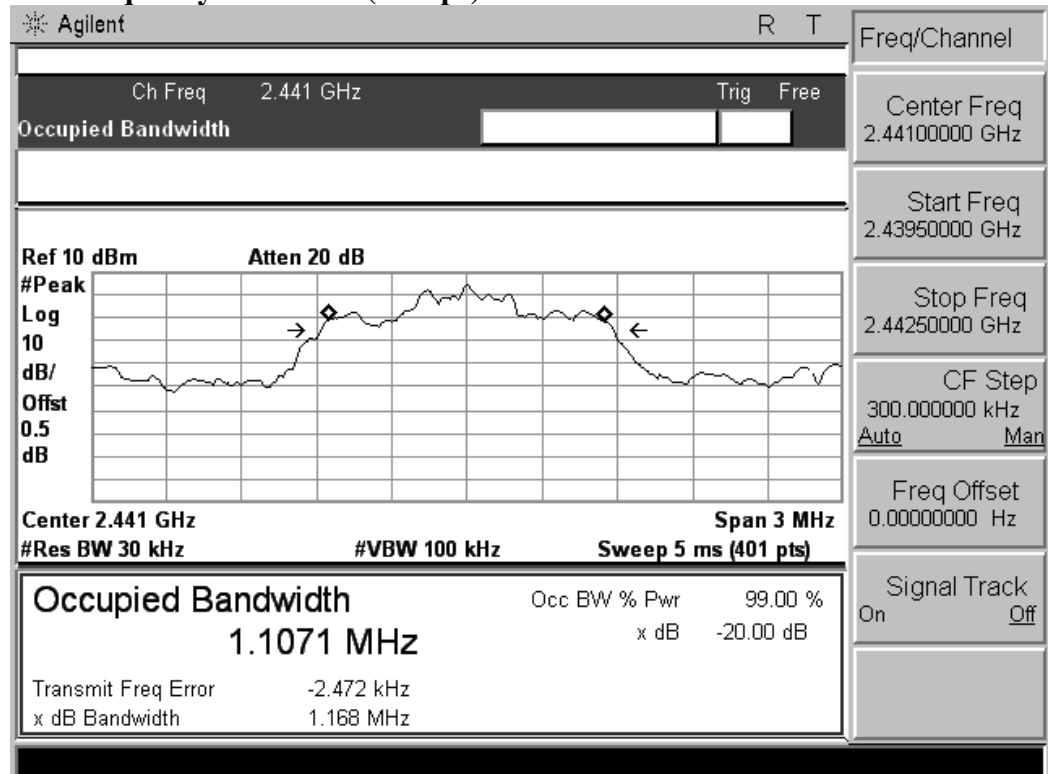 Agilent R T
Freq/Channel
Ch Freq 2.441 GHz Trig Free
Occupied Bandwidth
Center Freq
2.44100000 GHz
Start Freq
2.43950000 GHz
Stop Freq
2.44250000 GHz
CF Step
300.000000 kHz
Auto Man
Freq Offset
0.00000000 Hz
Signal Track
On Off
Ref 10 dBm Atten 20 dB
#Peak
Log
10
dB/
Offst
0.5
dB
Center 2.441 GHz Span 3 MHz
#Res BW 30 kHz #VBW 100 kHz Sweep 5 ms (401 pts)
Occupied Bandwidth
1.1071 MHz
Occ BW % Pwr 99.00 %
x dB -20.00 dB
Transmit Freq Error -2.472 kHz
x dB Bandwidth 1.168 MHz